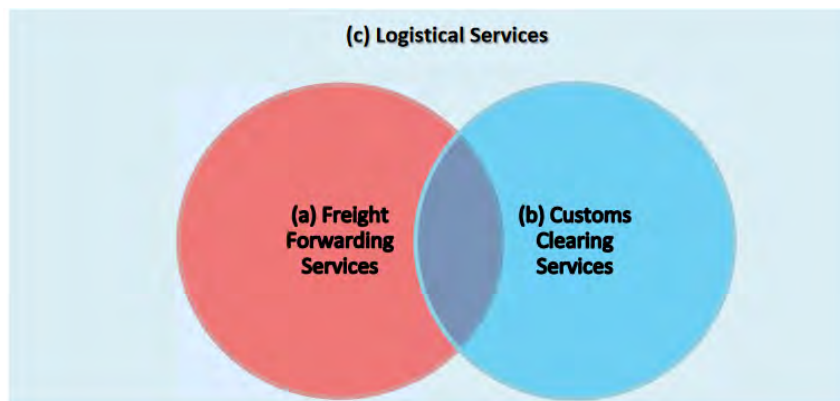 (c) Logistical Services
(a) Freight
Forwarding
Services
(b) Customs
Clearing
Services